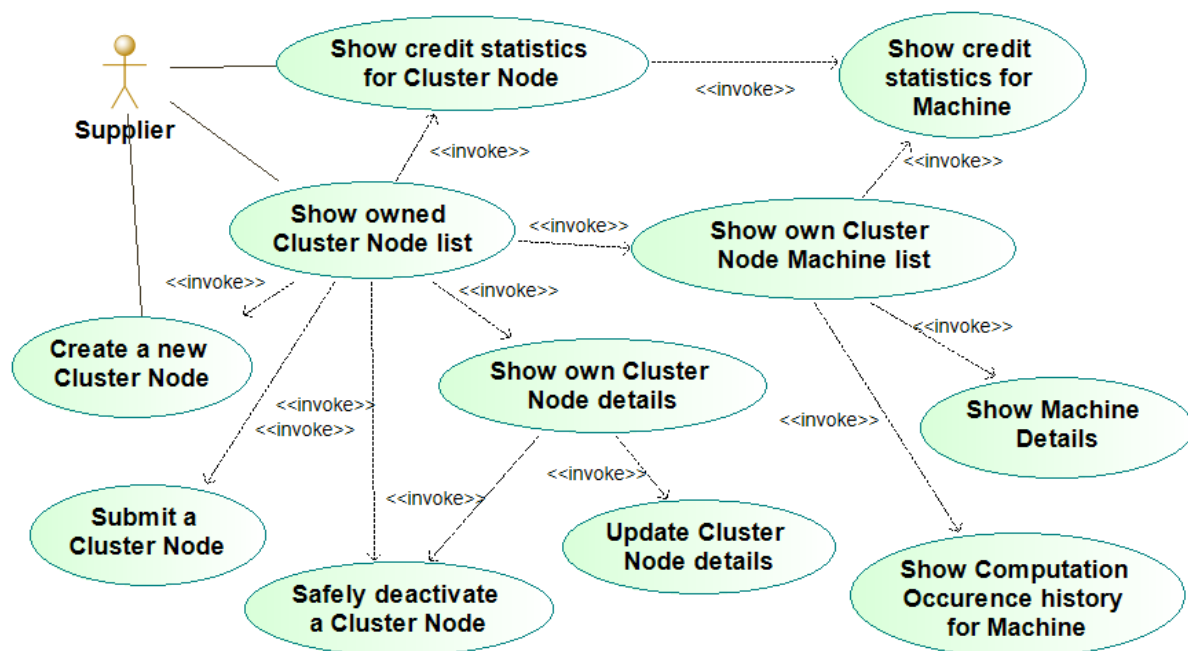 Show credit statistics
for Cluster Node
Show credit
statistics for
Machine
<<invoke>>
Supplier
<<invoke>>
<<invoke>>
Show owned
Cluster Node list
<<invoke>>
Show own Cluster
Node Machine list
<<invoke>>
<<invoke>>
<<invoke>>
Create a new
Cluster Node
Show own Cluster
Node details
<<invoke>>
<<invoke>>
<<invoke>>
Show Machine
Details
<<invoke>>
<<invoke>>
Submit a
Cluster Node
Update Cluster
Node details
Safely deactivate
a Cluster Node
Show Computation
Occurence history
for Machine